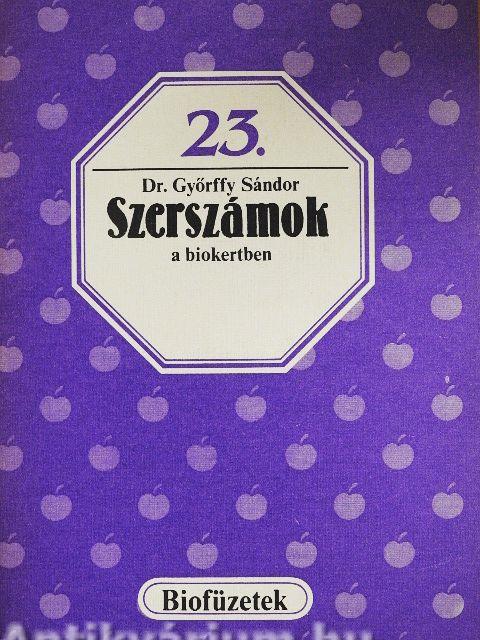 23.
Dr. Győrffy Sándor
Szerszámok
a biokertben
Biofüzetek
Antikvárium.hu